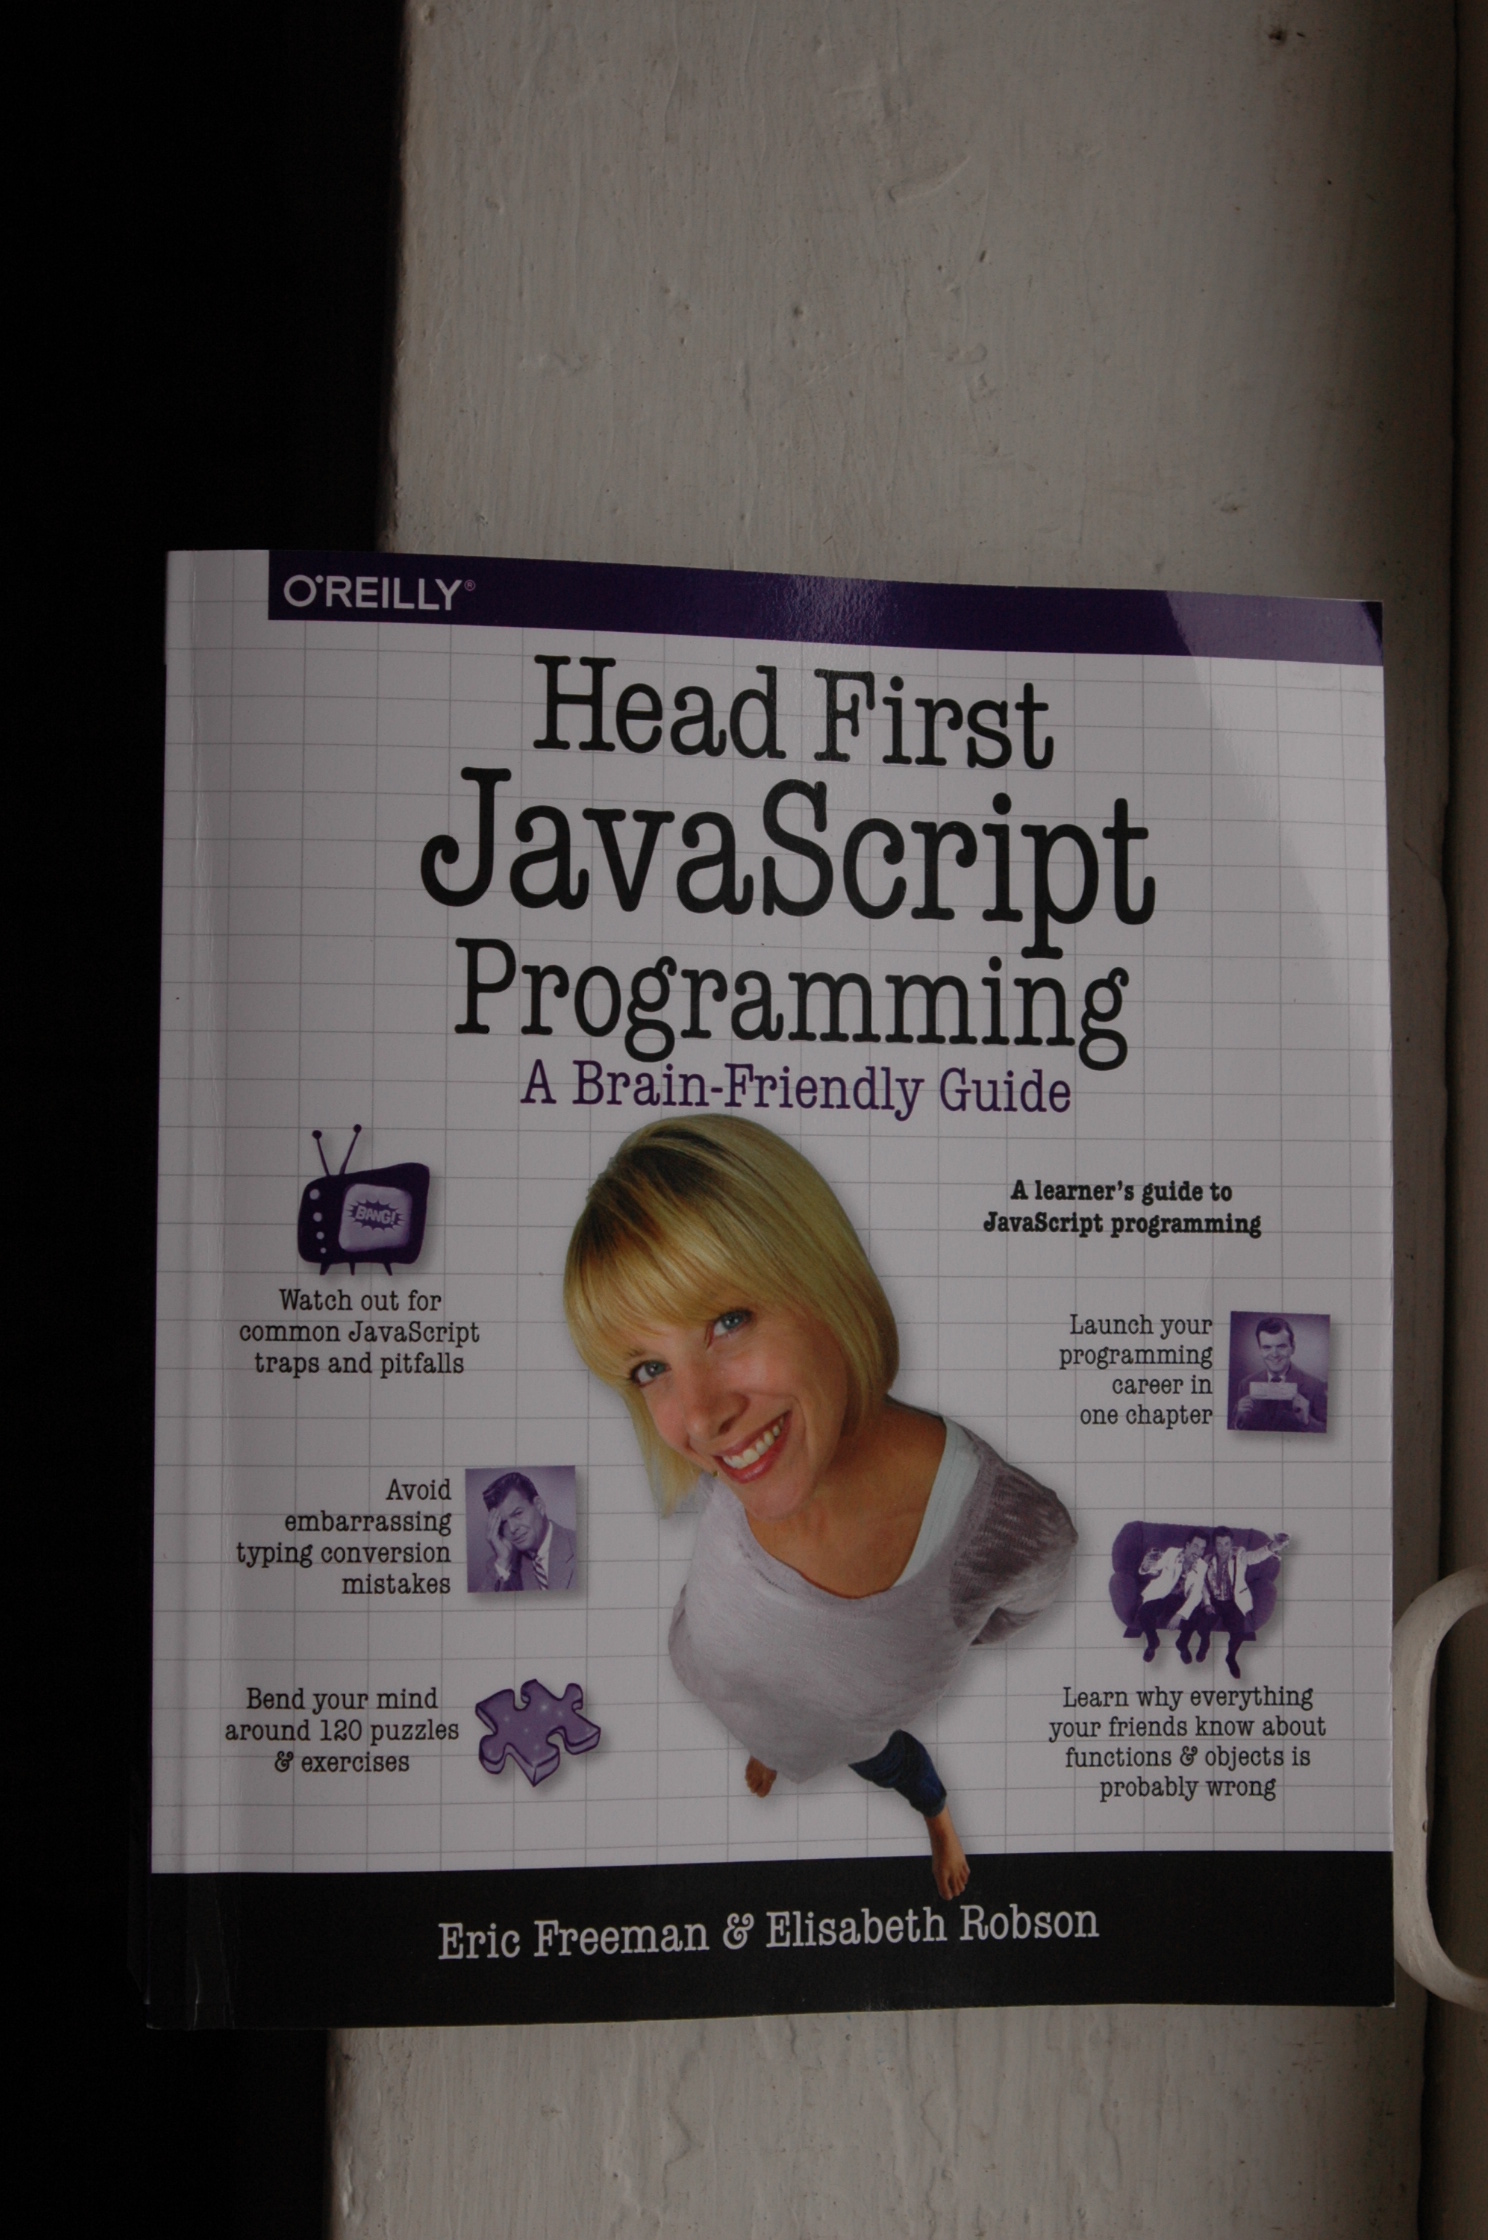 O'REILLY®
Head First
JavaScript
Programming
A Brain-Friendly Guide
BANG!
Watch out for
common JavaScript
traps and pitfalls
Avoid
embarrassing
typing conversion
mistakes
Bend your mind
around 120 puzzles
& exercises
A learner's guide to
JavaScript programming
Launch your
programming
career in
one chapter
Learn why everything
your friends know about
functions & objects is
probably wrong
Eric Freeman & Elisabeth Robson